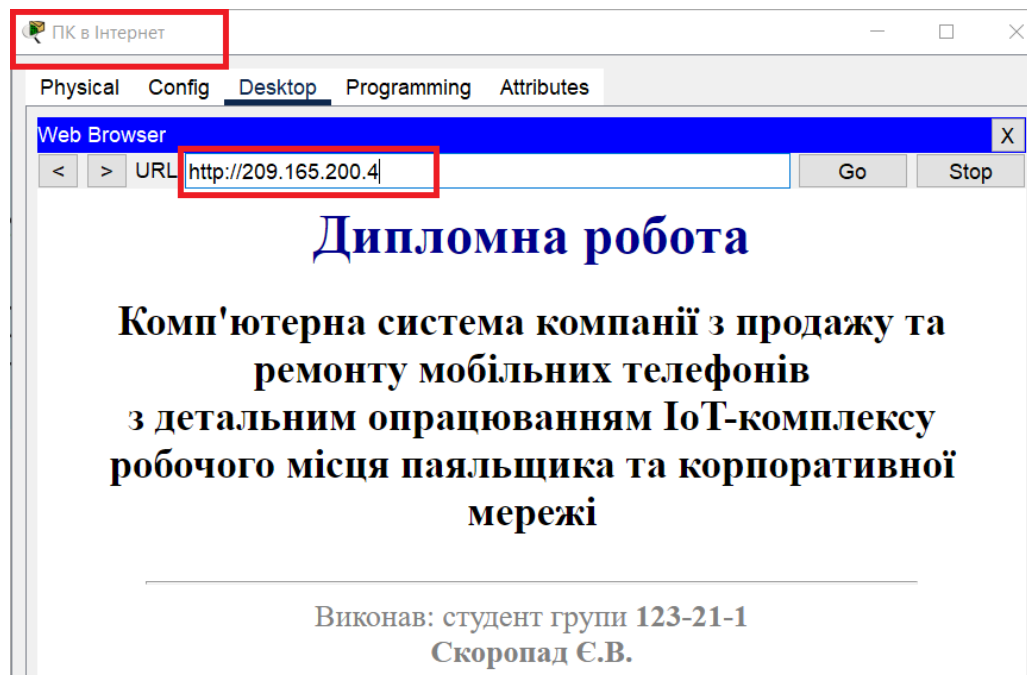 ПК в Інтернет
Physical Config Desktop Programming Attributes
Web Browser X
< > URL http://209.165.200.4 Go Stop
Дипломна робота
Комп'ютерна система компанії з продажу та
ремонту мобільних телефонів
з детальним опрацюванням ІоТ-комплексу
робочого місця паяльщика та корпоративної
мережі
Виконав: студент групи 123-21-1
Скоропад Є.В.